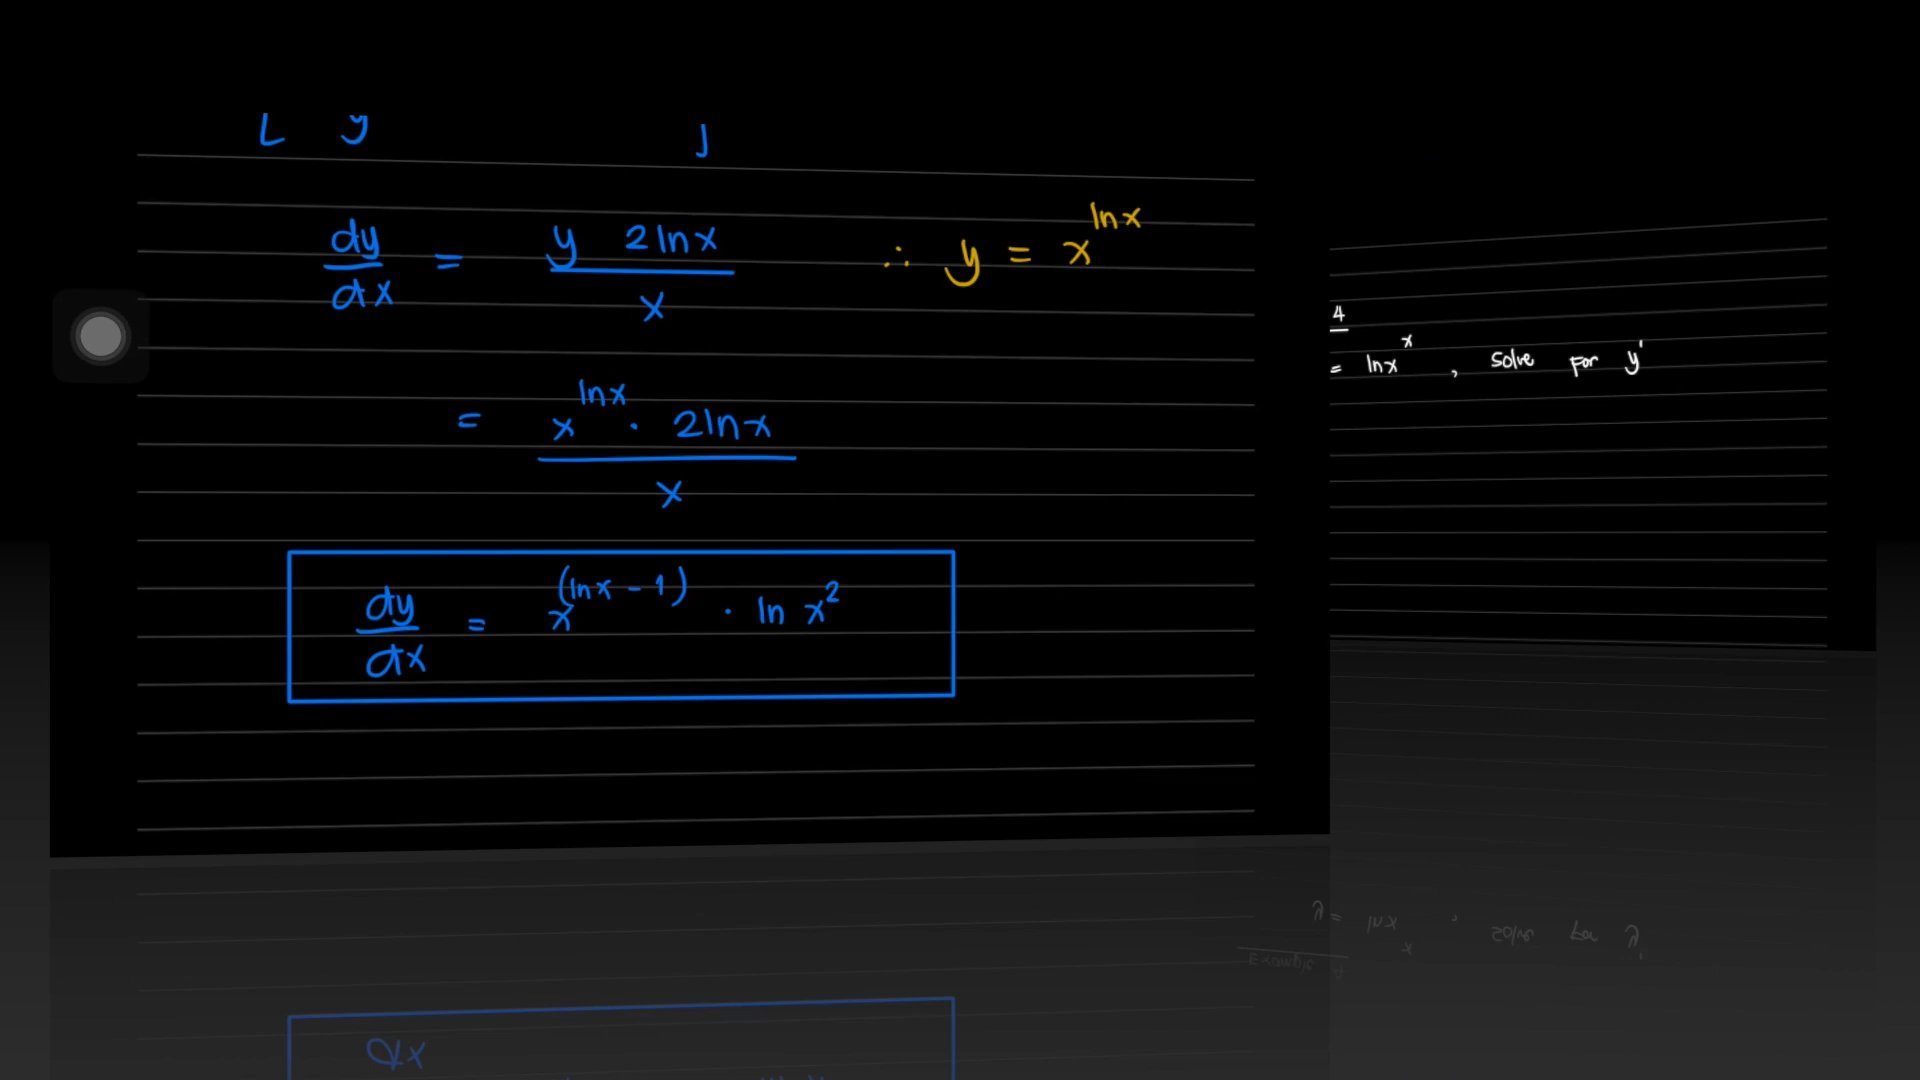 L y J
dy/dx = y 2lnx / x ∴ y = x^lnx
= x^lnx · 2lnx / x
dy/dx = x^(lnx - 1) · ln x^2
4
= lnx^x , Solve For y'